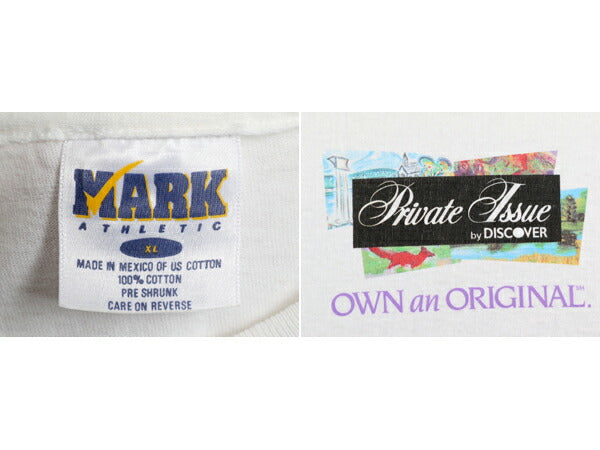 MARK
ATHLETIC
XL
MADE IN MEXICO OF US COTTON
100% COTTON
PRE SHRUNK
CARE ON REVERSE
Private Issue
by DISCOVER
OWN an ORIGINAL.℠